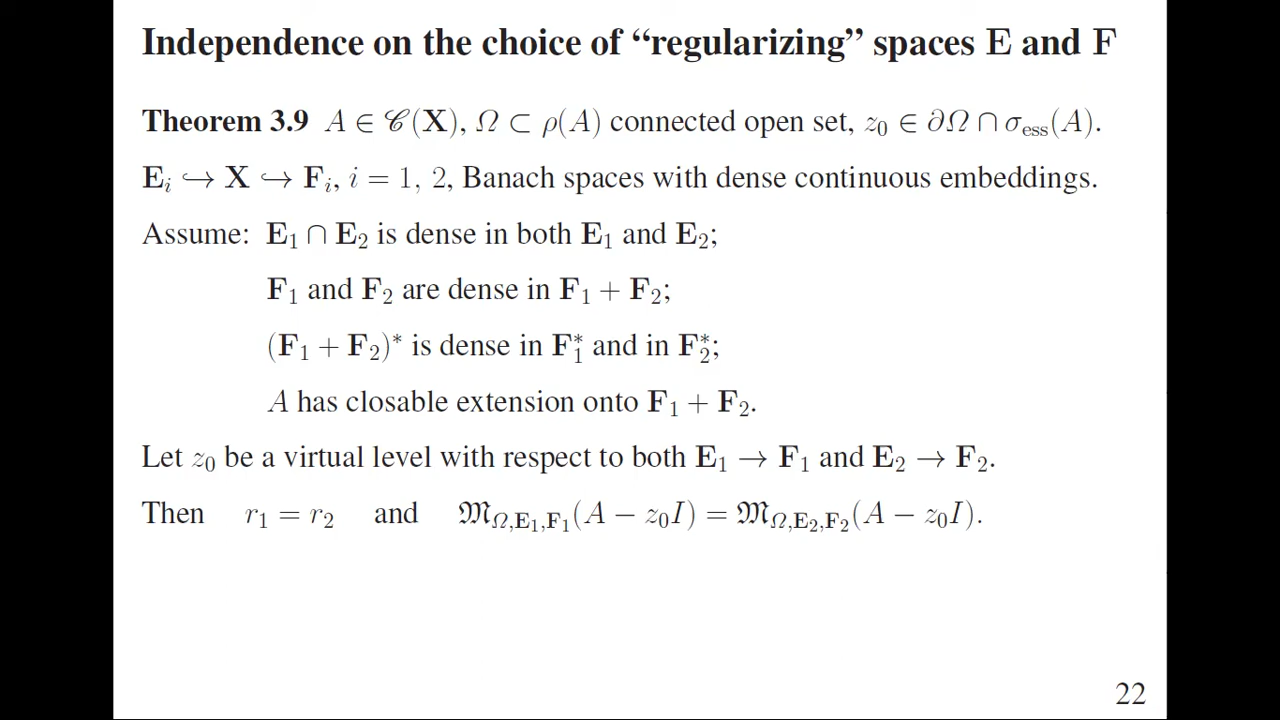 Independence on the choice of “regularizing” spaces E and F
Theorem 3.9 A ∈ 𝒞(X), Ω ⊂ ρ(A) connected open set, z₀ ∈ ∂Ω ∩ σ_ess(A).
E_i ↪ X ↪ F_i, i = 1, 2, Banach spaces with dense continuous embeddings.
Assume: E₁ ∩ E₂ is dense in both E₁ and E₂;
F₁ and F₂ are dense in F₁ + F₂;
(F₁ + F₂)* is dense in F₁* and in F₂*;
A has closable extension onto F₁ + F₂.
Let z₀ be a virtual level with respect to both E₁ → F₁ and E₂ → F₂.
Then r₁ = r₂ and 𝔐_{Ω,E₁,F₁}(A − z₀I) = 𝔐_{Ω,E₂,F₂}(A − z₀I).
22